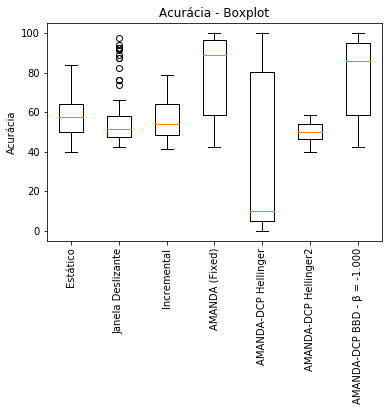 Acurácia - Boxplot
Acurácia
100
80
60
40
20
0
Estático
Janela Deslizante
Incremental
AMANDA (Fixed)
AMANDA-DCP Hellinger
AMANDA-DCP Hellinger2
AMANDA-DCP BBD - β = -1.000